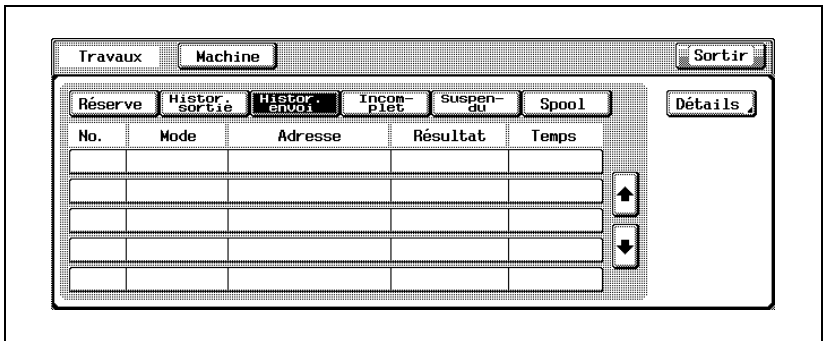 Travaux Machine Sortir
Réserve Histor. sortie Histor. envoi Incom- plet Suspen- du Spool Détails
No. Mode Adresse Résultat Temps